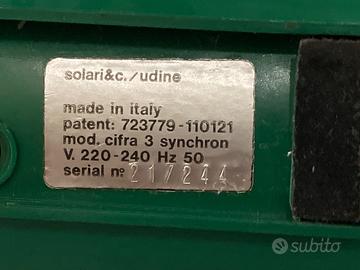 solari&c./udine
made in italy
patent: 723779-110121
mod. cifra 3 synchron
V. 220-240 Hz 50
serial nº 217244
subito